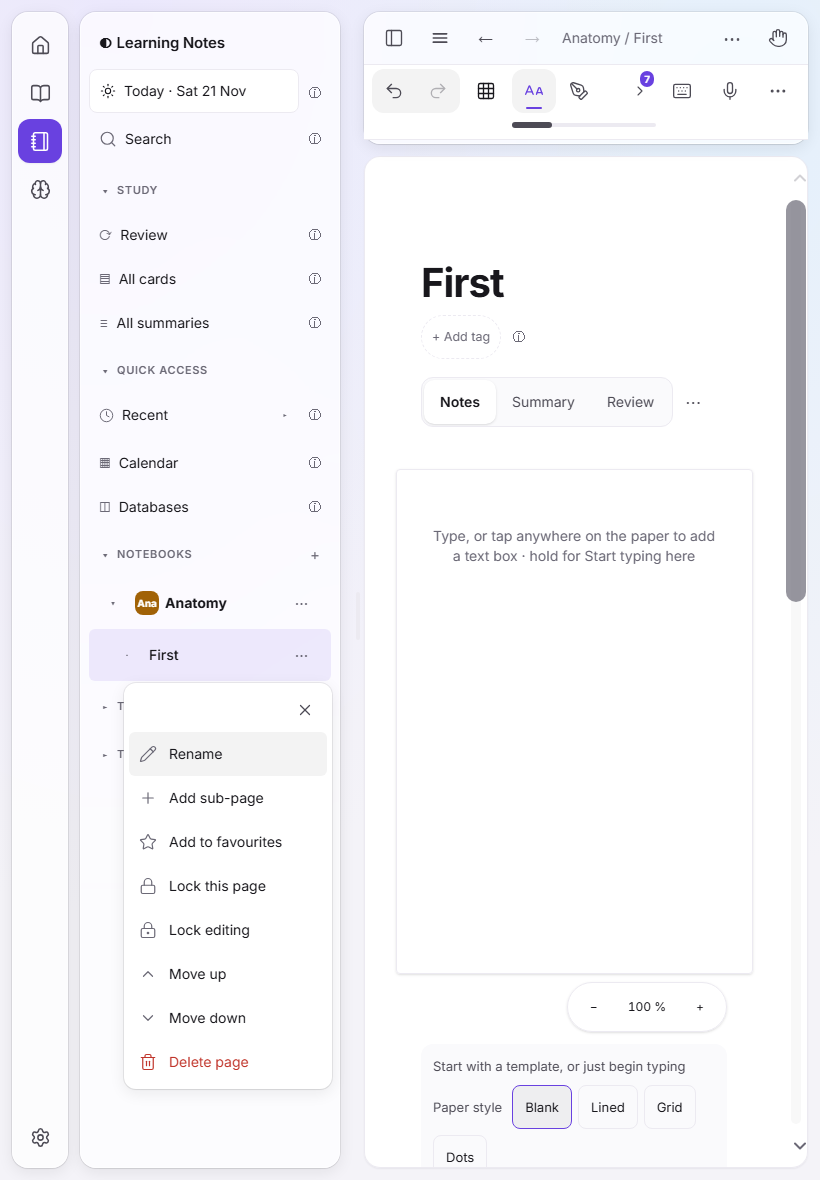 Learning Notes
Today · Sat 21 Nov
Search
STUDY
Review
All cards
All summaries
QUICK ACCESS
Recent
Calendar
Databases
NOTEBOOKS
Ana Anatomy
First
T
T
Rename
Add sub-page
Add to favourites
Lock this page
Lock editing
Move up
Move down
Delete page
Anatomy / First
AA
7
First
+ Add tag
Notes Summary Review
Type, or tap anywhere on the paper to add
a text box · hold for Start typing here
− 100 % +
Start with a template, or just begin typing
Paper style Blank Lined Grid
Dots